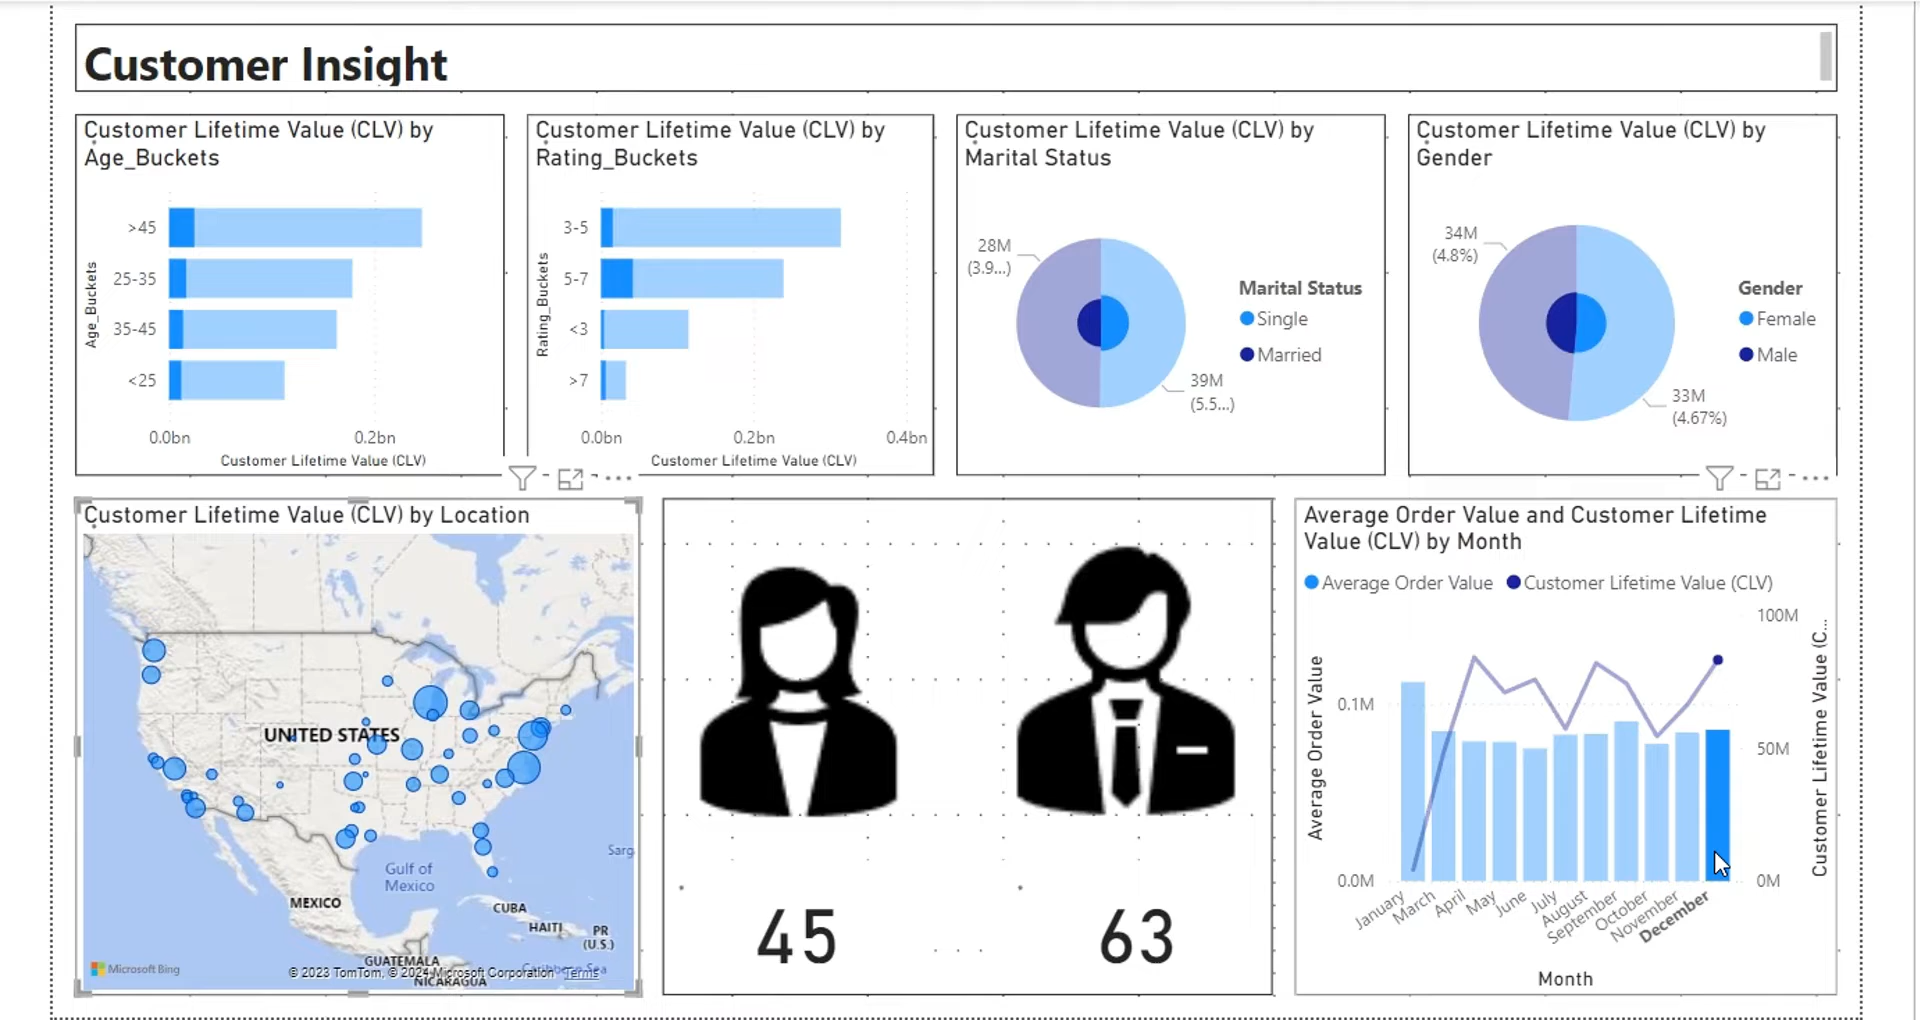 Customer Insight
Customer Lifetime Value (CLV) by
Age_Buckets
>45
25-35
35-45
<25
Age_Buckets
0.0bn
0.2bn
Customer Lifetime Value (CLV)
Customer Lifetime Value (CLV) by
Rating_Buckets
3-5
5-7
<3
>7
Rating_Buckets
0.0bn
0.2bn
0.4bn
Customer Lifetime Value (CLV)
Customer Lifetime Value (CLV) by
Marital Status
28M
(3.9...)
39M
(5.5...)
Marital Status
Single
Married
Customer Lifetime Value (CLV) by
Gender
34M
(4.8%)
33M
(4.67%)
Gender
Female
Male
Customer Lifetime Value (CLV) by Location
UNITED STATES
Sarg
Gulf of
Mexico
MEXICO
CUBA
HAITI
PR
(U.S.)
GUATEMALA
Caribbean Sea
NICARAGUA
Microsoft Bing
© 2023 TomTom, © 2024 Microsoft Corporation Terms
45
63
Average Order Value and Customer Lifetime
Value (CLV) by Month
Average Order Value
Customer Lifetime Value (CLV)
Average Order Value
0.1M
0.0M
100M
50M
0M
Customer Lifetime Value (C...
January
March
April
May
June
July
August
September
October
November
December
Month